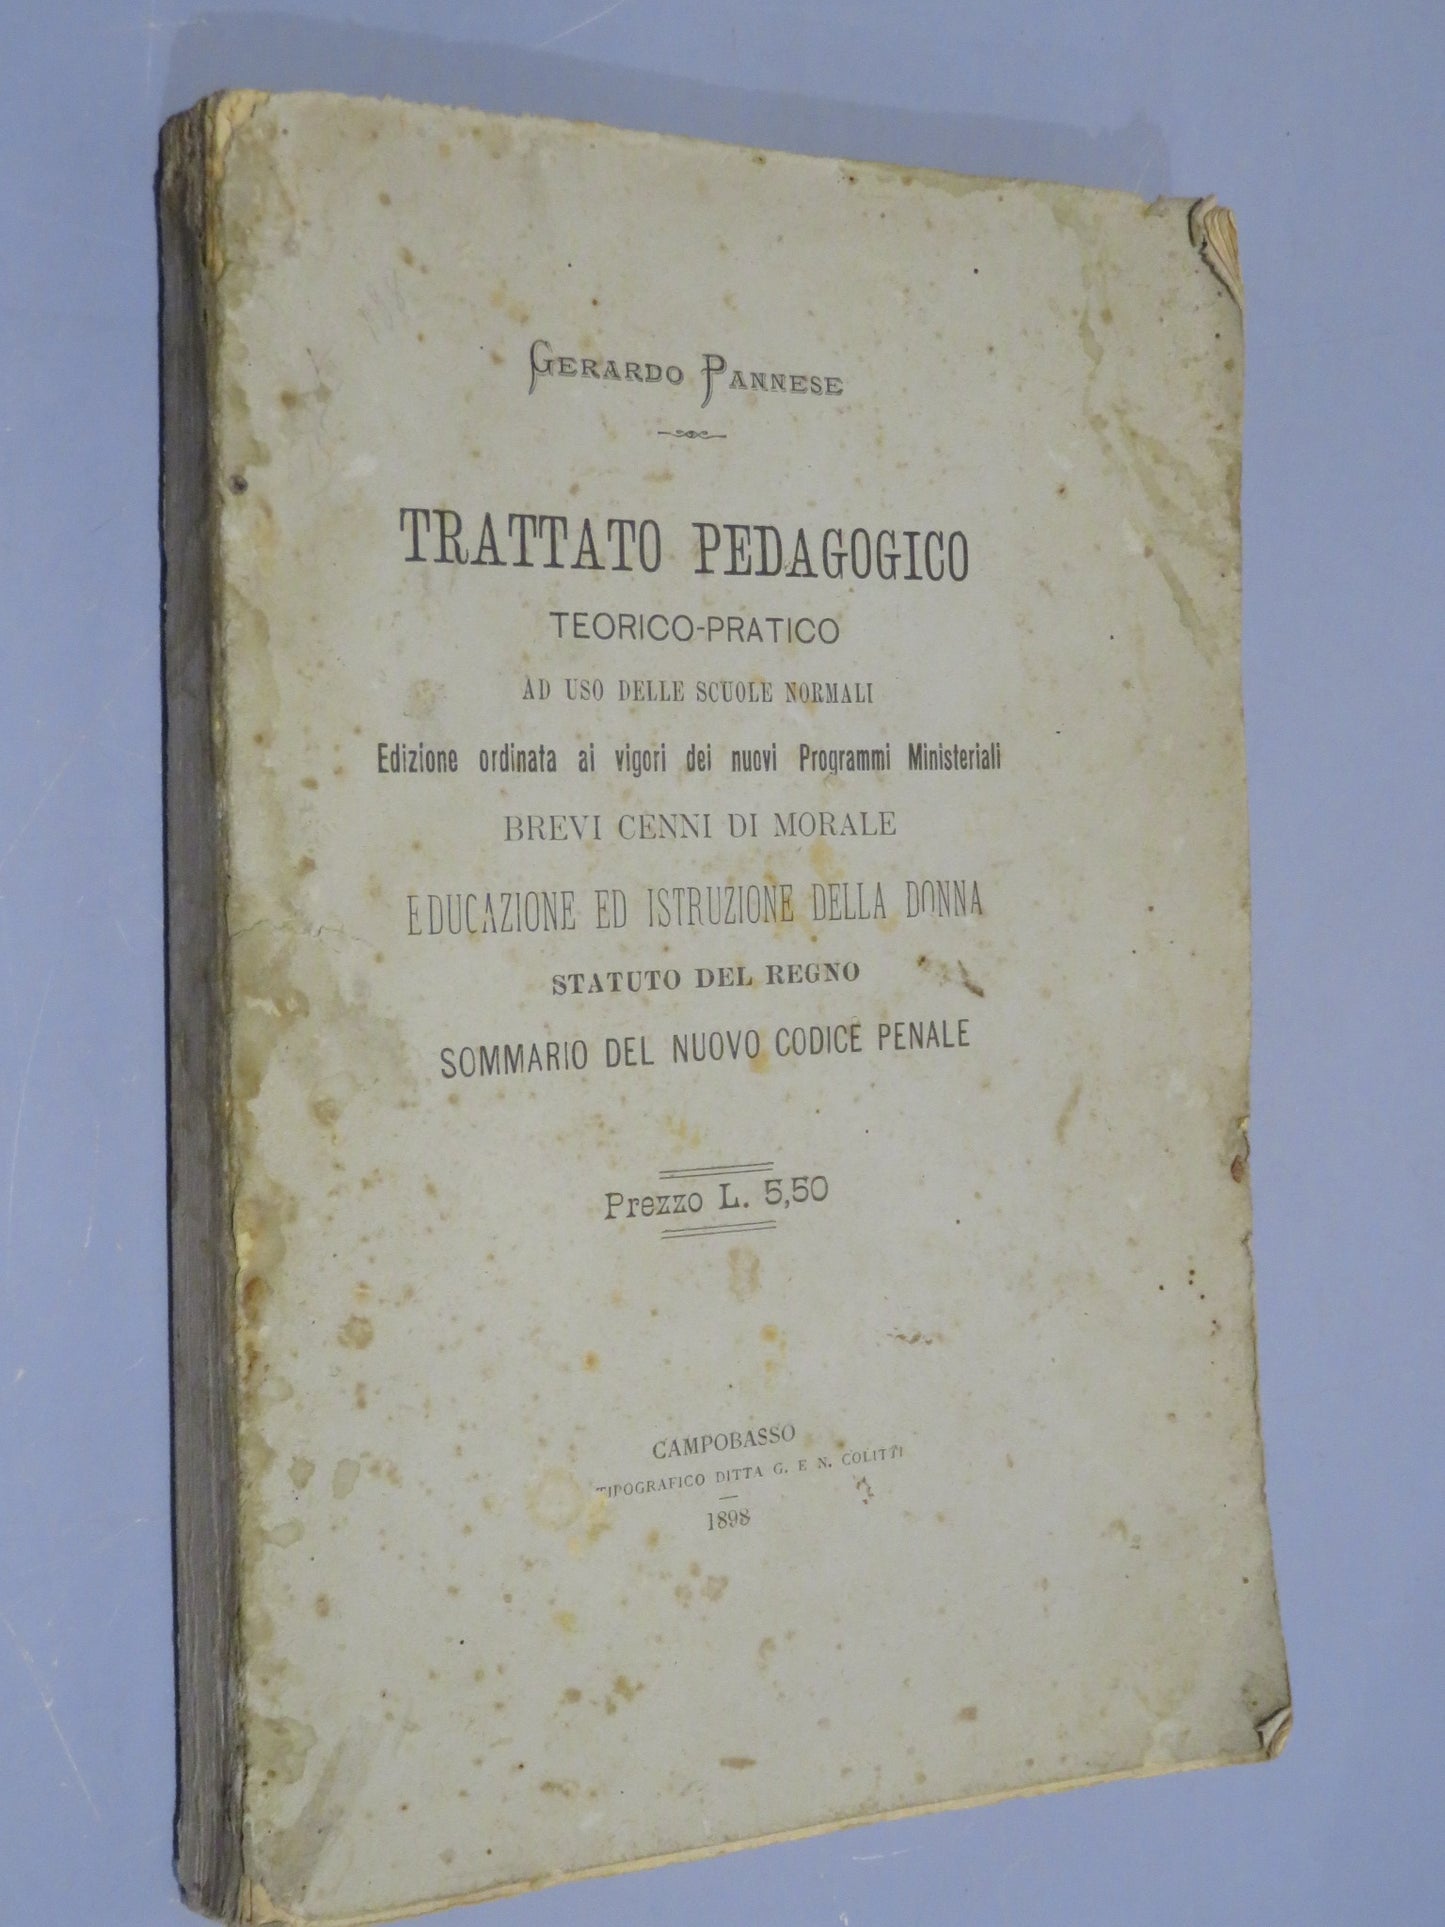 GERARDO PANNESE
TRATTATO PEDAGOGICO
TEORICO-PRATICO
AD USO DELLE SCUOLE NORMALI
Edizione ordinata ai vigori dei nuovi Programmi Ministeriali
BREVI CENNI DI MORALE
EDUCAZIONE ED ISTRUZIONE DELLA DONNA
STATUTO DEL REGNO
SOMMARIO DEL NUOVO CODICE PENALE
Prezzo L. 5,50
CAMPOBASSO
TIPOGRAFICO DITTA G. E N. COLITTI
1898